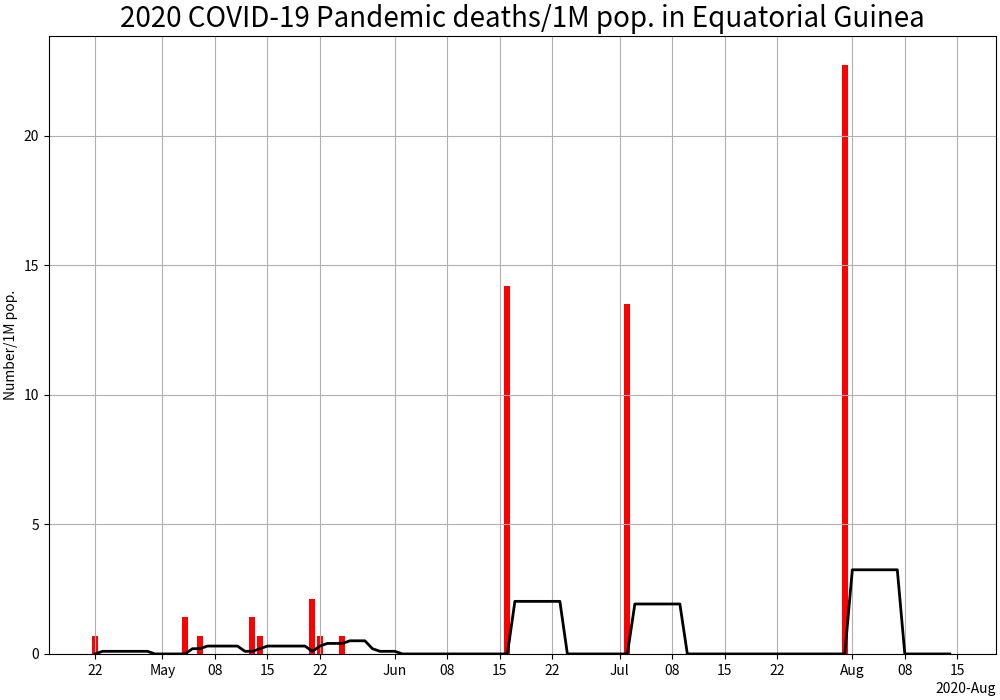 2020 COVID-19 Pandemic deaths/1M pop. in Equatorial Guinea
Number/1M pop.
20
15
10
5
0
22 May 08 15 22 Jun 08 15 22 Jul 08 15 22 Aug 08 15
2020-Aug